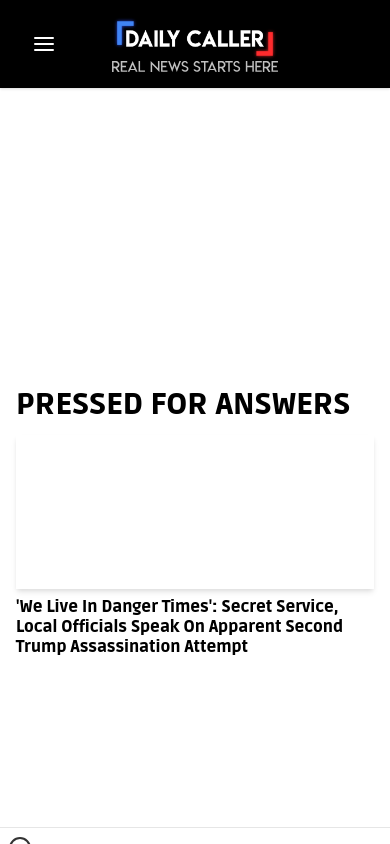 DAILY CALLER
REAL NEWS STARTS HERE
PRESSED FOR ANSWERS
'We Live In Danger Times': Secret Service,
Local Officials Speak On Apparent Second
Trump Assassination Attempt